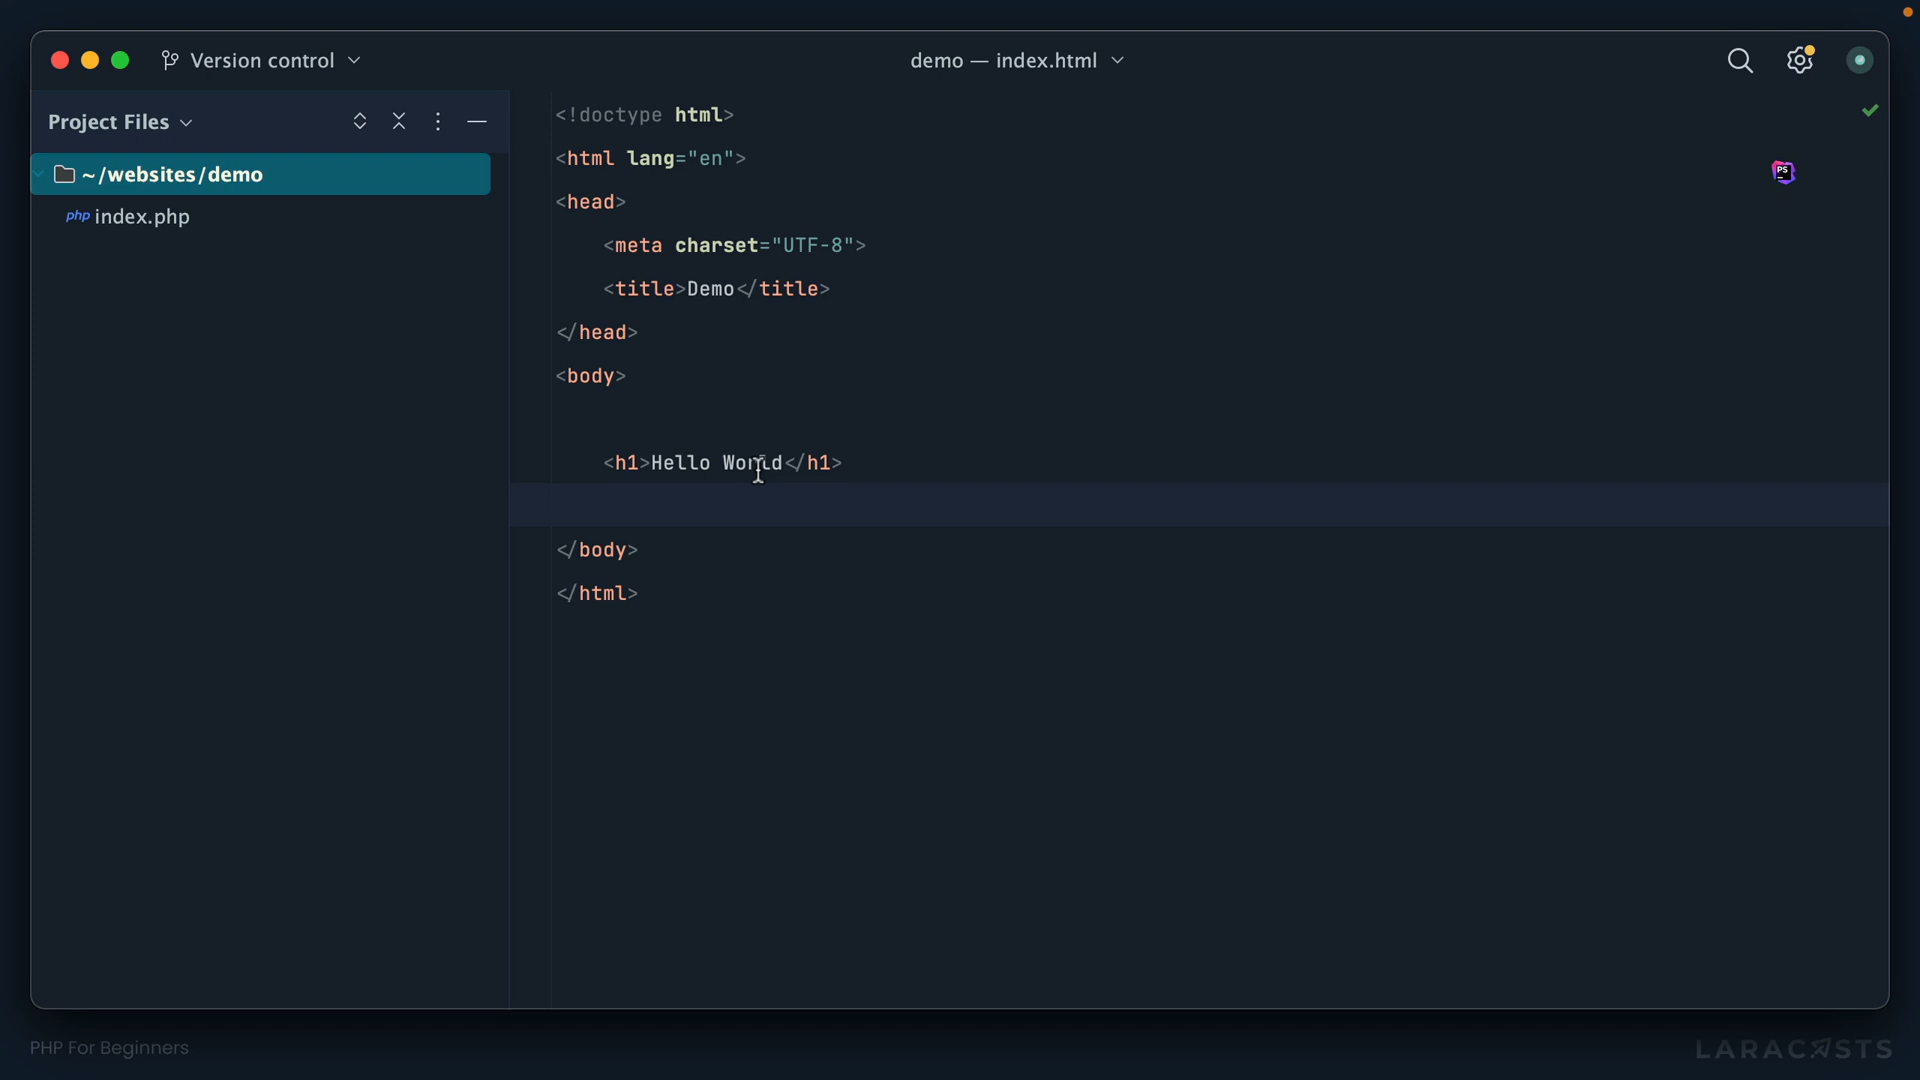 Version control
demo — index.html
Project Files
~/websites/demo
php index.php
<!doctype html>
<html lang="en">
<head>
<meta charset="UTF-8">
<title>Demo</title>
</head>
<body>
<h1>Hello World</h1>
</body>
</html>
PS
PHP For Beginners
LARACASTS